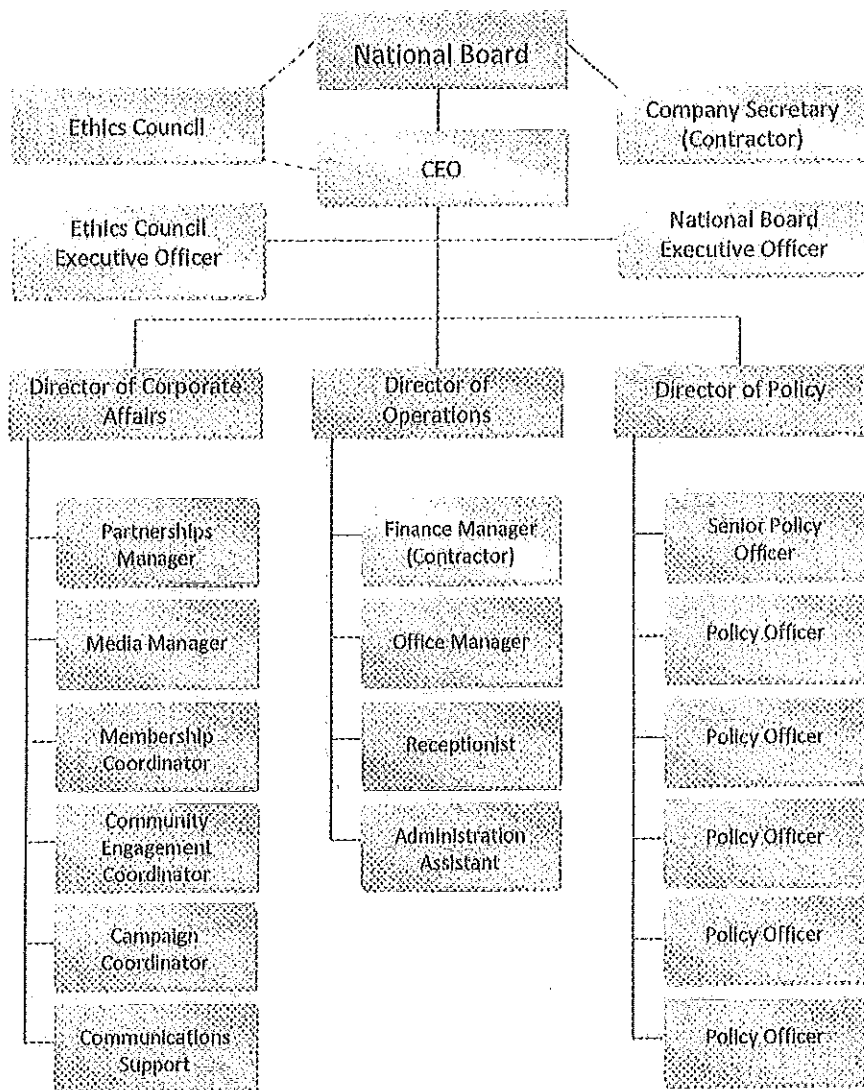 National Board
Ethics Council
Company Secretary
(Contractor)
CEO
Ethics Council
Executive Officer
National Board
Executive Officer
Director of Corporate
Affairs
Director of
Operations
Director of Policy
Partnerships
Manager
Media Manager
Membership
Coordinator
Community
Engagement
Coordinator
Campaign
Coordinator
Communications
Support
Finance Manager
(Contractor)
Office Manager
Receptionist
Administration
Assistant
Senior Policy
Officer
Policy Officer
Policy Officer
Policy Officer
Policy Officer
Policy Officer